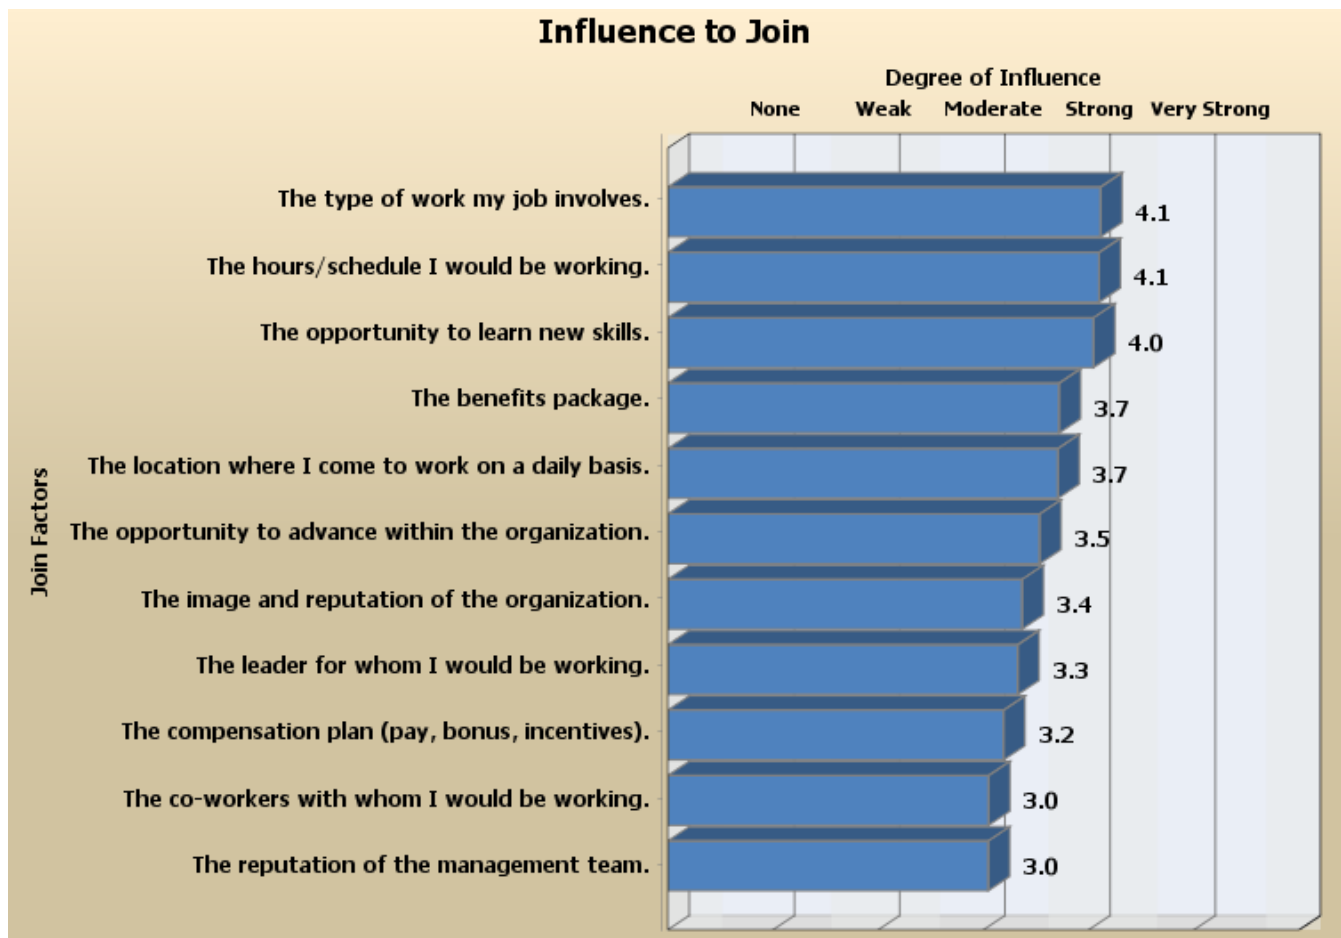 Influence to Join
Degree of Influence
None Weak Moderate Strong Very Strong
The type of work my job involves. 4.1
The hours/schedule I would be working. 4.1
The opportunity to learn new skills. 4.0
The benefits package. 3.7
The location where I come to work on a daily basis. 3.7
Join Factors
The opportunity to advance within the organization. 3.5
The image and reputation of the organization. 3.4
The leader for whom I would be working. 3.3
The compensation plan (pay, bonus, incentives). 3.2
The co-workers with whom I would be working. 3.0
The reputation of the management team. 3.0